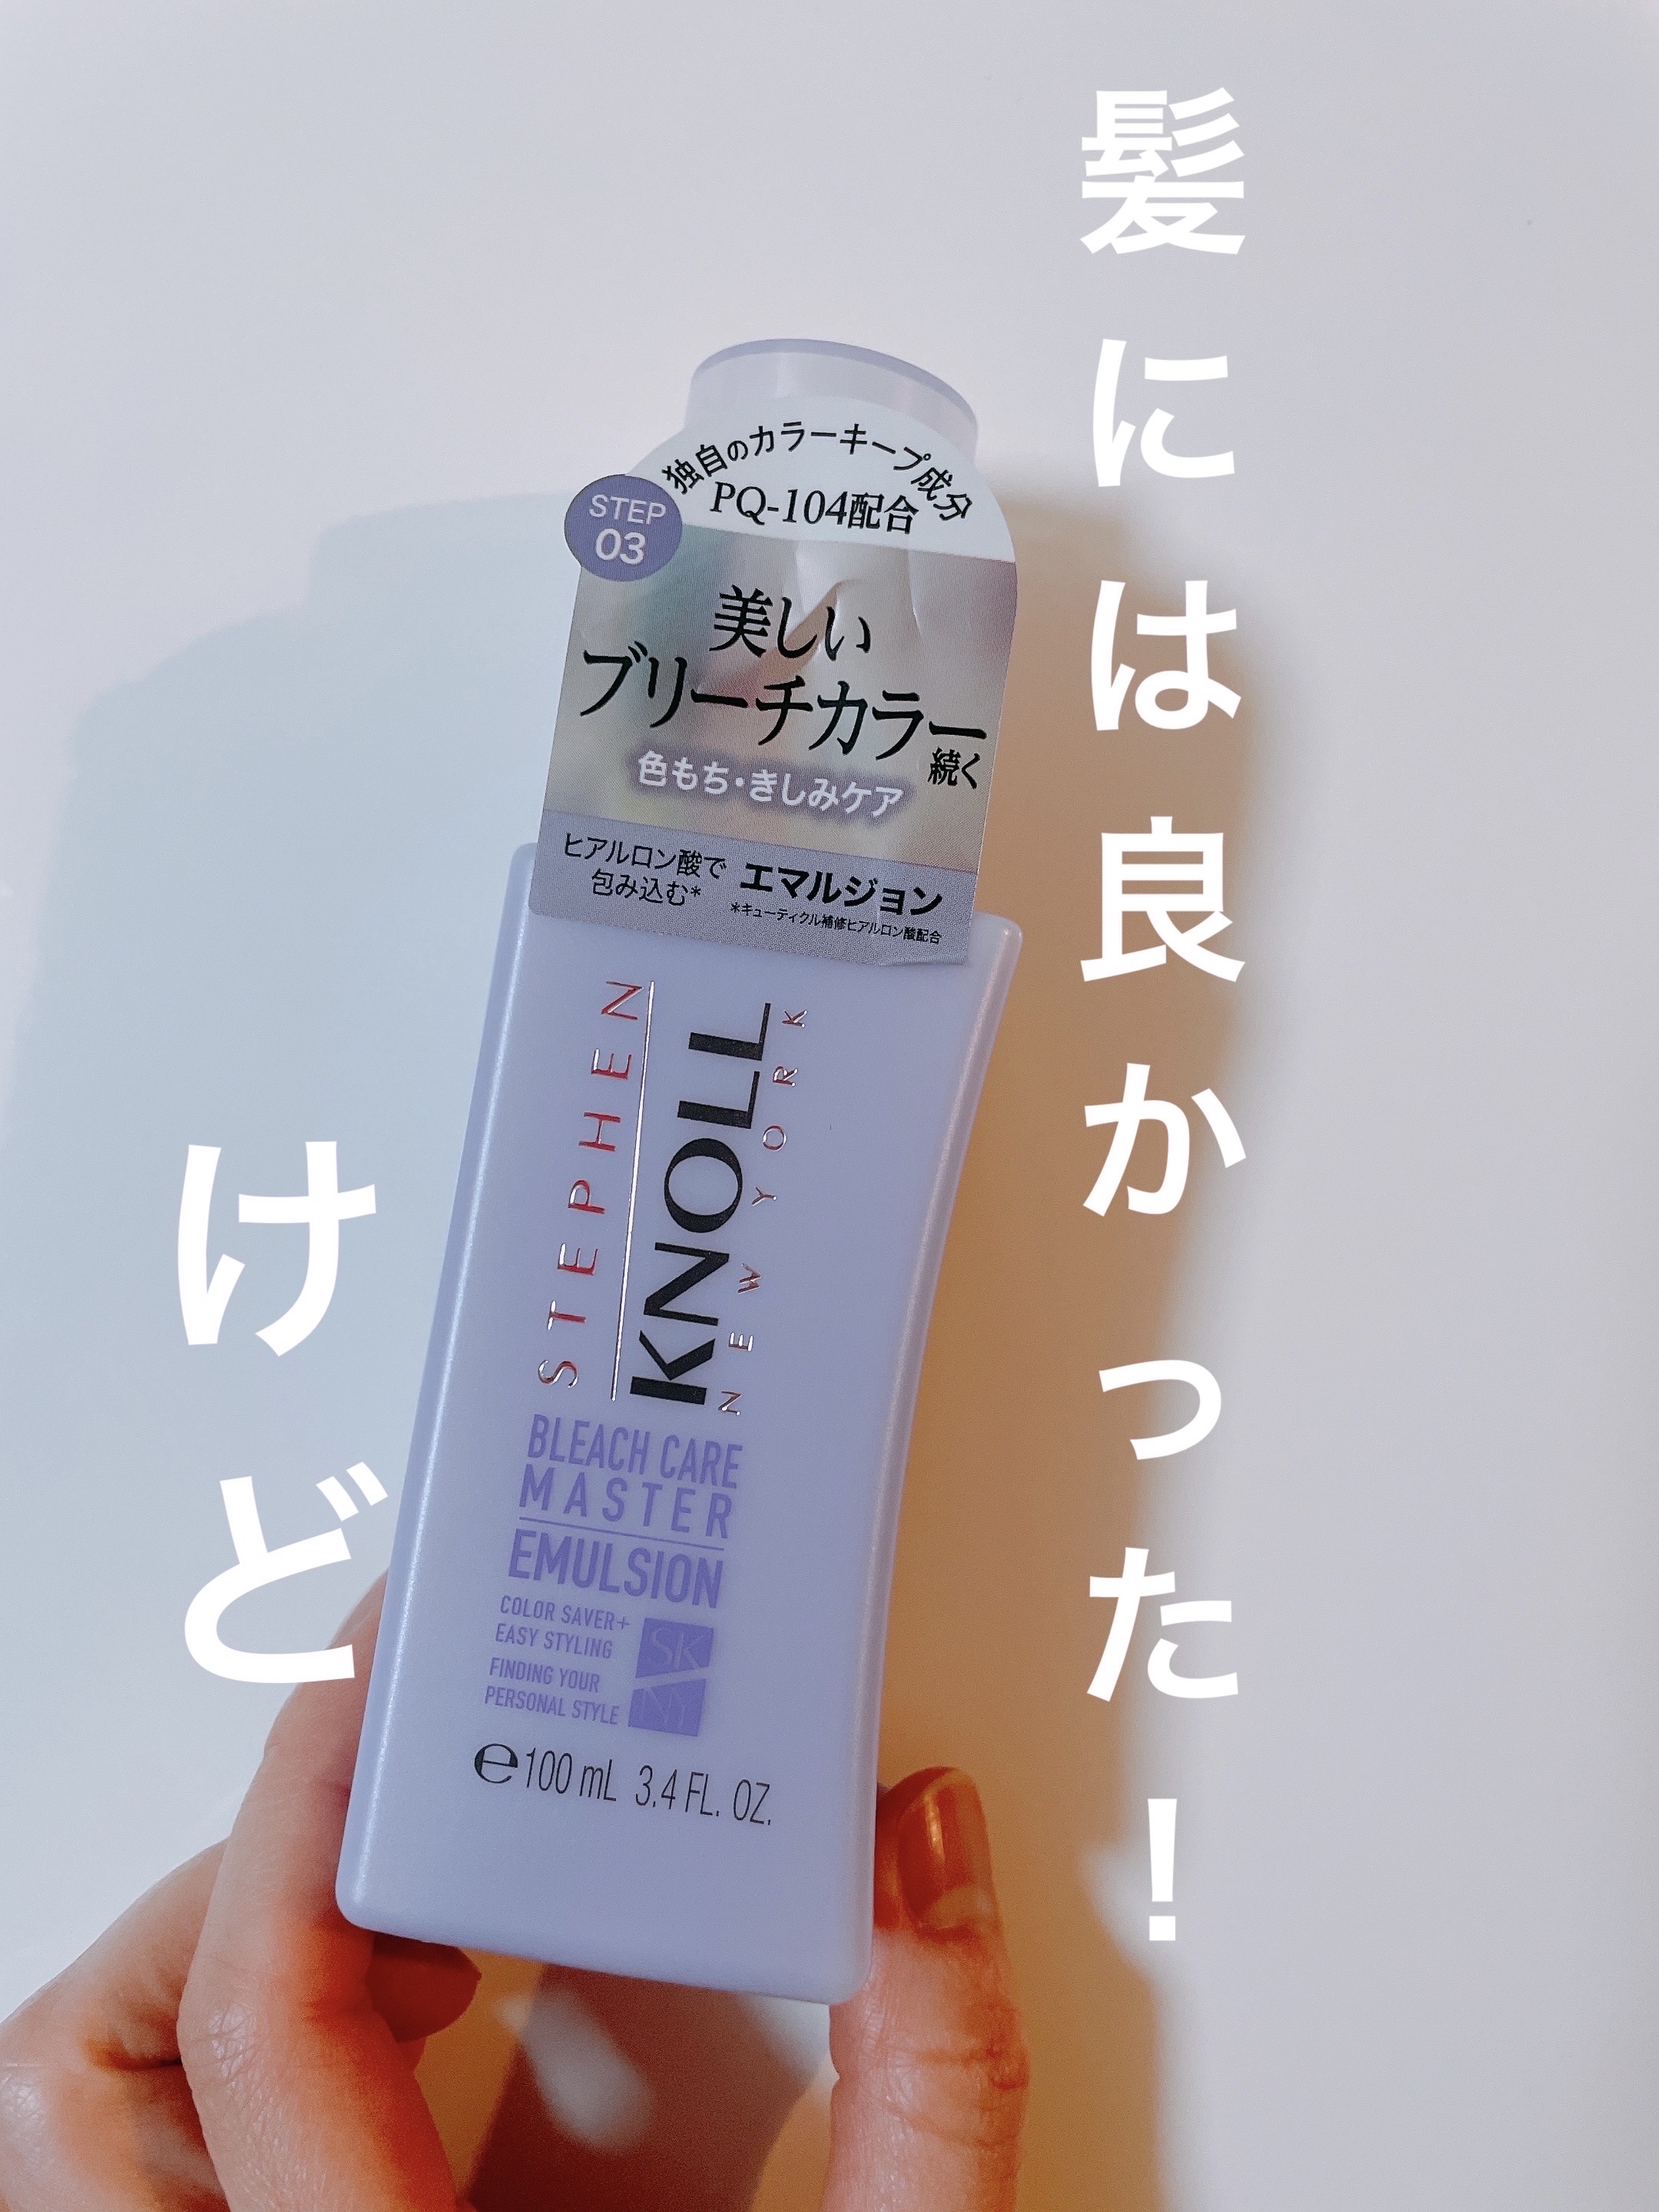 髪には良かった！
けど
独自のカラーキープ成分
PQ-104配合
STEP
03
美しい
ブリーチカラー
続く
色もち・きしみケア
ヒアルロン酸で
包み込む*
エマルジョン
*キューティクル補修ヒアルロン酸配合
STEPHEN
KNOLL
NEW YORK
BLEACH CARE
MASTER
EMULSION
COLOR SAVER+
EASY STYLING
FINDING YOUR
PERSONAL STYLE
SK
NY
℮100 mL 3.4 FL. OZ.